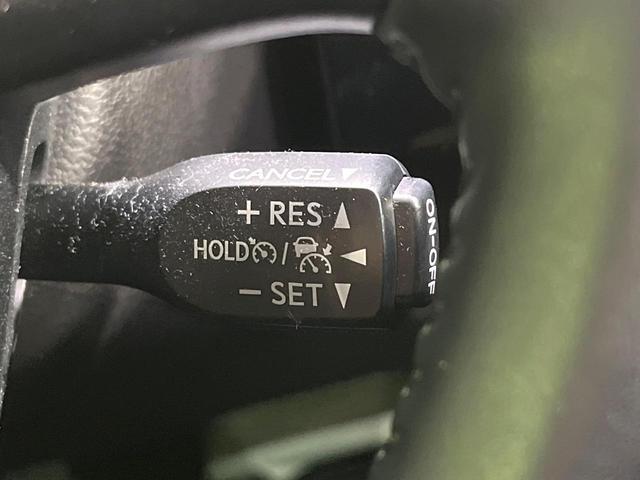 CANCEL▼
+ RES ▲
HOLD / ◀
− SET ▼
ON-OFF